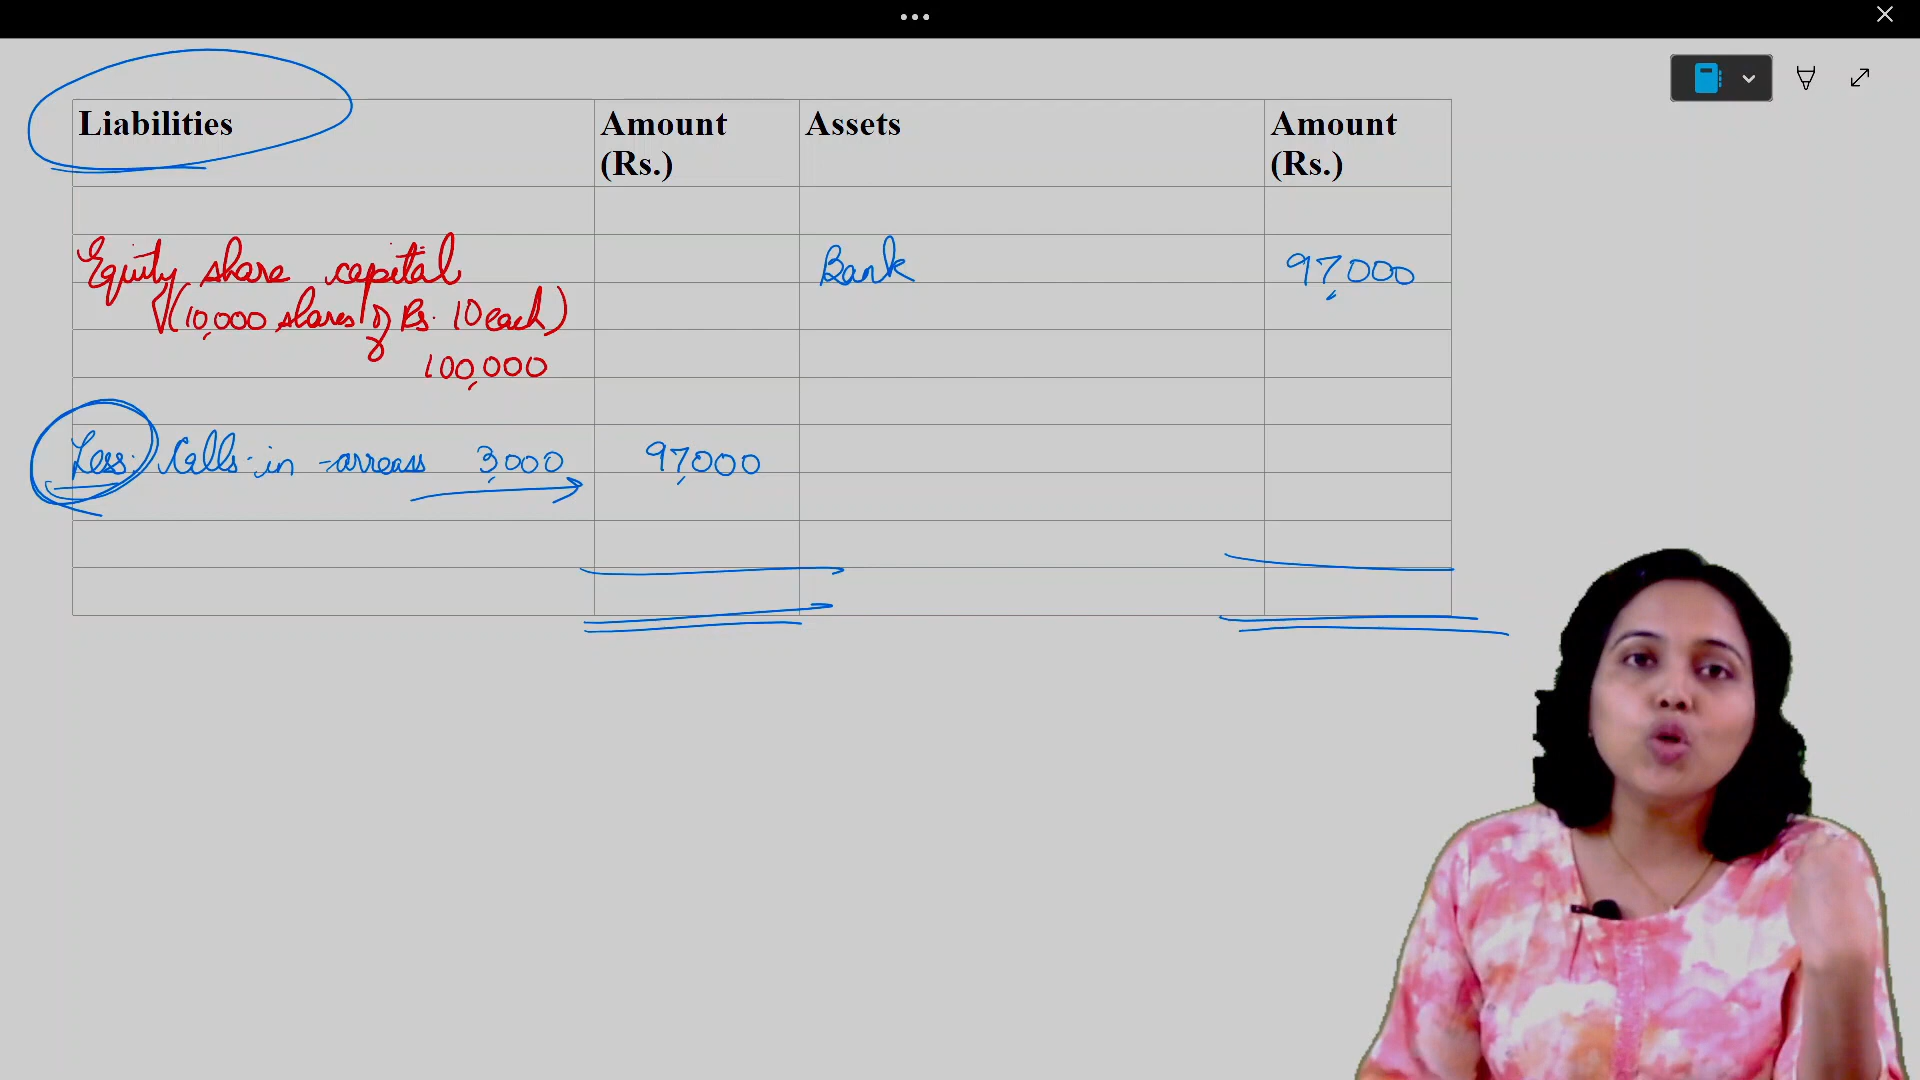 Liabilities Amount (Rs.) Assets Amount (Rs.)
Equity share capital Bank 97,000
(10,000 shares of Rs. 10 each)
100,000
Less: Calls-in-arrears 3,000 97,000